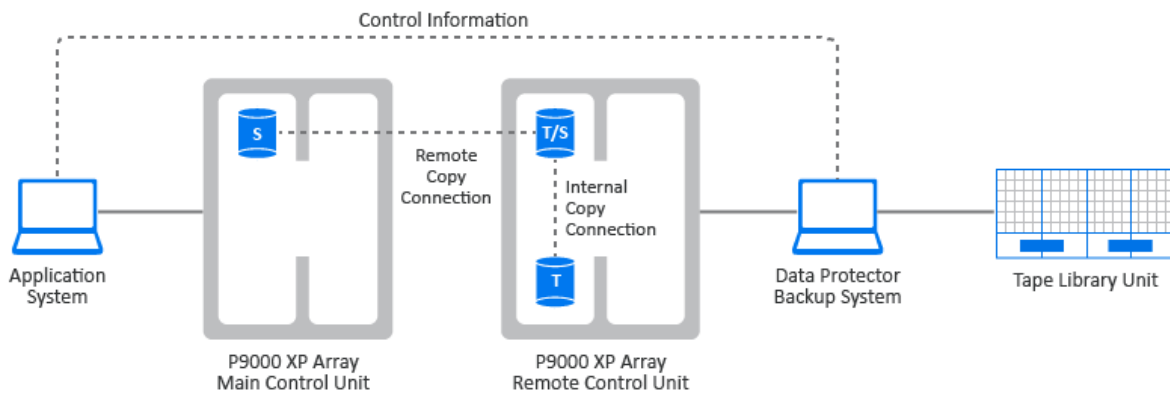 Control Information
S
T/S
Remote
Copy
Connection
Internal
Copy
Connection
T
Application
System
P9000 XP Array
Main Control Unit
P9000 XP Array
Remote Control Unit
Data Protector
Backup System
Tape Library Unit